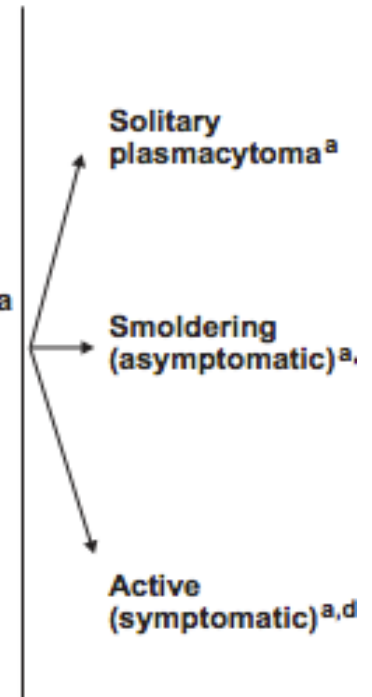 Solitary
plasmacytomaᵃ
a
Smoldering
(asymptomatic)ᵃ,
Active
(symptomatic)ᵃ,ᵈ